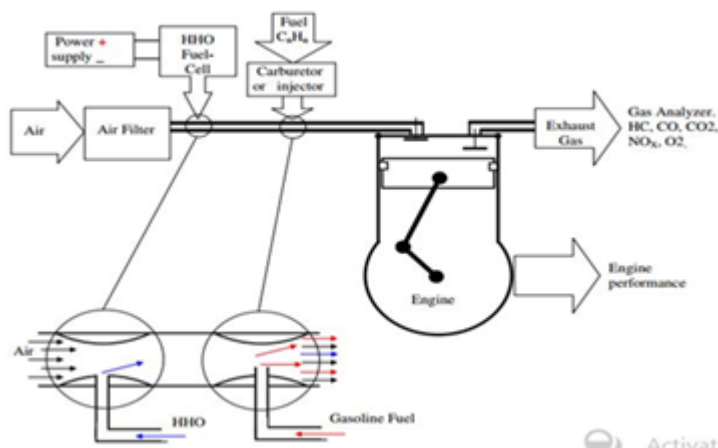 Power +
supply _
HHO
Fuel-
Cell
Fuel
CnHn
Carburetor
or injector
Air
Air Filter
Exhaust
Gas
Gas Analyzer.
HC, CO, CO2,
NOX, O2.
Engine
Engine
performance
Air
HHO
Gasoline Fuel
Activat